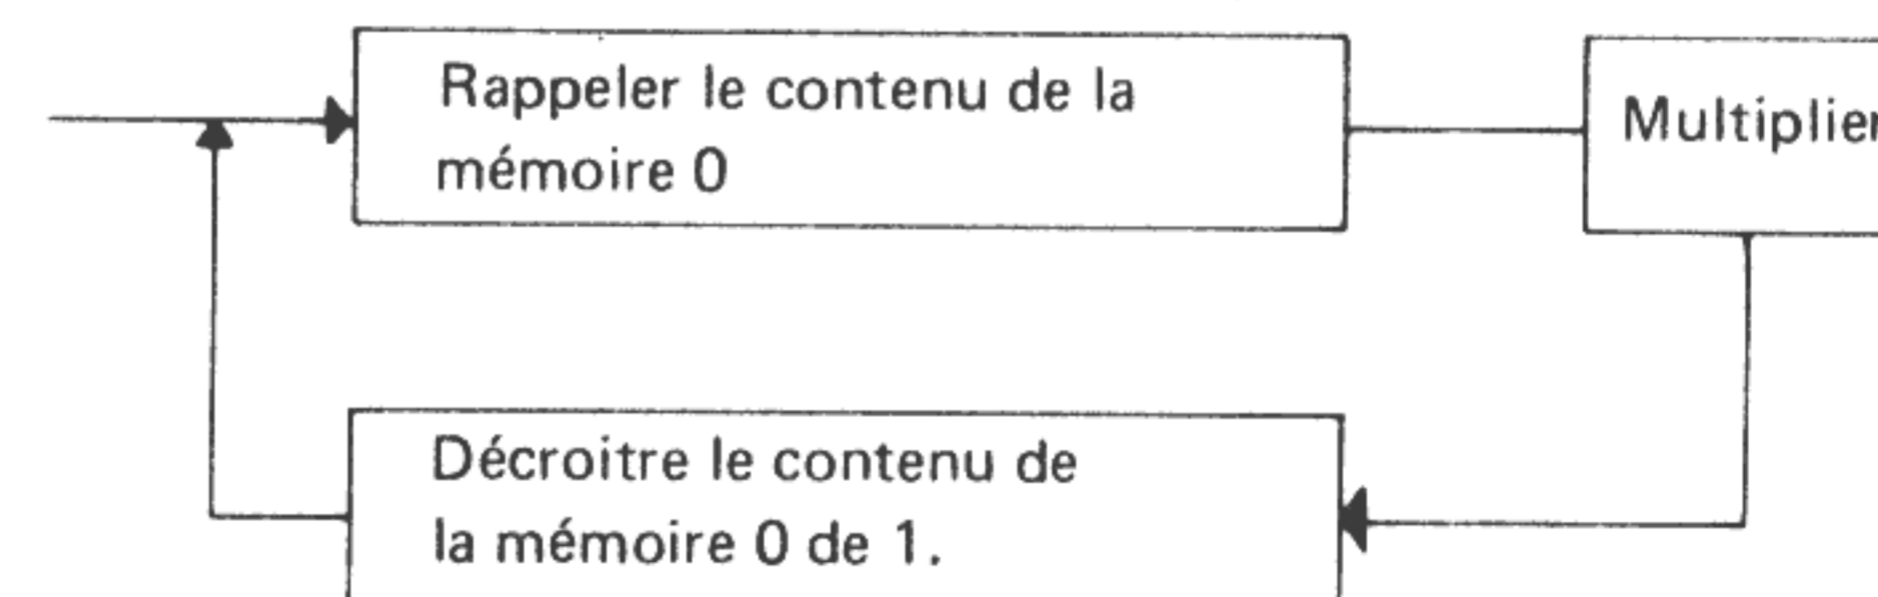 Rappeler le contenu de la
mémoire 0
Multiplier
Décroitre le contenu de
la mémoire 0 de 1.